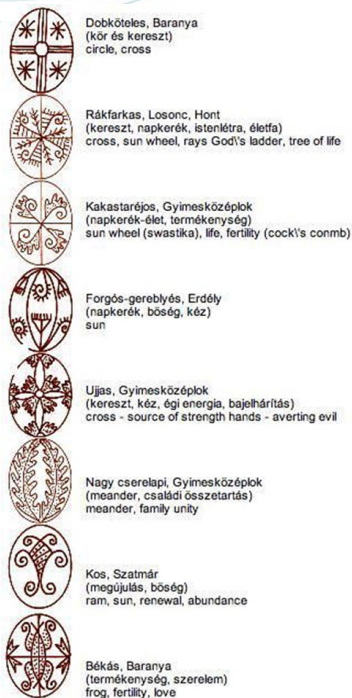 Dobköteles, Baranya
(kör és kereszt)
circle, cross
Rákfarkas, Losonc, Hont
(kereszt, napkerék, istenlétra, életfa)
cross, sun wheel, rays God\'s ladder, tree of life
Kakastaréjos, Gyimesközéplok
(napkerék-élet, termékenység)
sun wheel (swastika), life, fertility (cock\'s conmb)
Forgós-gereblyés, Erdély
(napkerék, böség, kéz)
sun
Ujjas, Gyimesközéplok
(kereszt, kéz, égi energia, bajelhárítás)
cross - source of strength hands - averting evil
Nagy cserelapi, Gyimesközéplok
(meander, családi összetartás)
meander, family unity
Kos, Szatmár
(megújulás, böség)
ram, sun, renewal, abundance
Békás, Baranya
(termékenység, szerelem)
frog, fertility, love